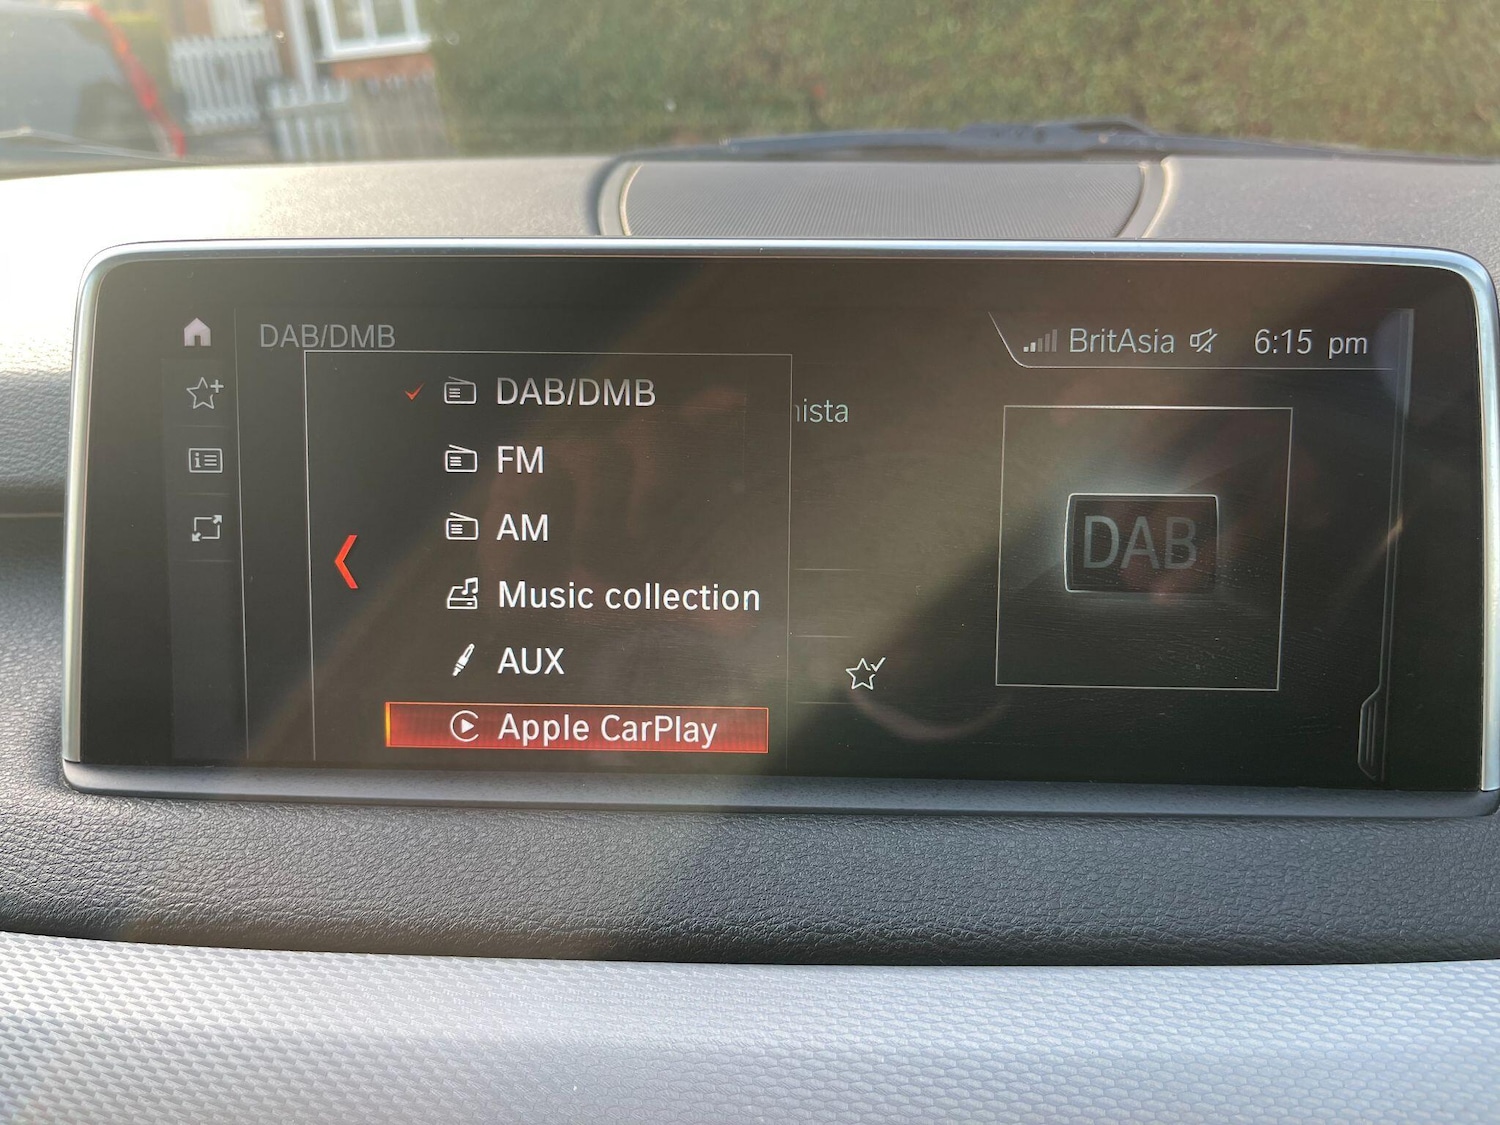 DAB/DMB
BritAsia 6:15 pm
DAB/DMB
FM
AM
Music collection
AUX
Apple CarPlay
DAB